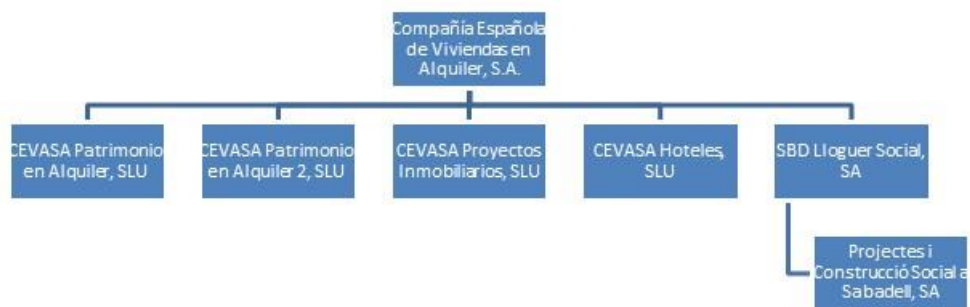 Compañía Española
de Viviendas en
Alquiler, S.A.
CEVASA Patrimonio
en Alquiler, SLU
CEVASA Patrimonio
en Alquiler 2, SLU
CEVASA Proyectos
Inmobiliarios, SLU
CEVASA Hoteles,
SLU
SBD Lloguer Social,
SA
Projectes i
Construcció Social a
Sabadell, SA